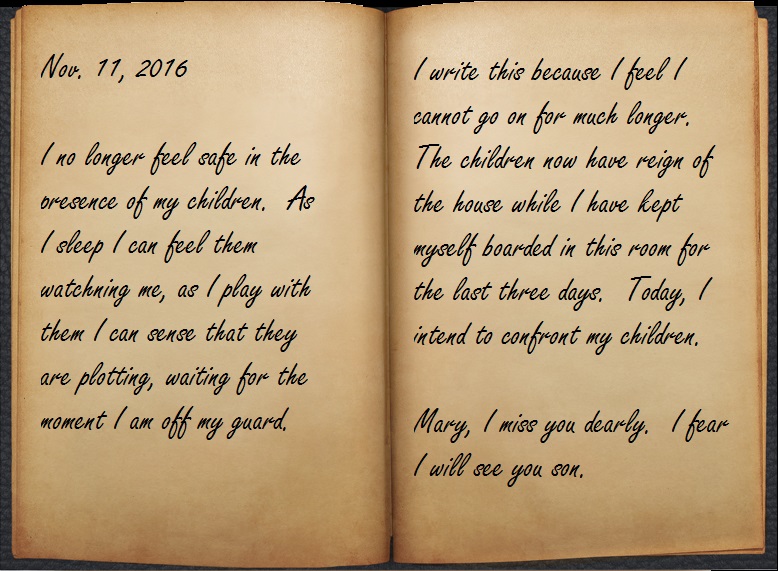 Nov. 11, 2016
I no longer feel safe in the
presence of my children. As
I sleep I can feel them
watchning me, as I play with
them I can sense that they
are plotting, waiting for the
moment I am off my guard.
I write this because I feel I
cannot go on for much longer.
The children now have reign of
the house while I have kept
myself boarded in this room for
the last three days. Today, I
intend to confront my children.
Mary, I miss you dearly. I fear
I will see you son.